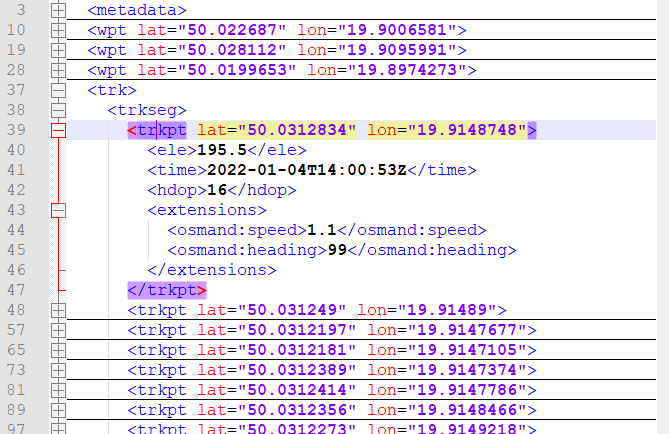 3 <metadata>
10 <wpt lat="50.022687" lon="19.9006581">
19 <wpt lat="50.028112" lon="19.9095991">
28 <wpt lat="50.0199653" lon="19.8974273">
37 <trk>
38 <trkseg>
39 <trkpt lat="50.0312834" lon="19.9148748">
40 <ele>195.5</ele>
41 <time>2022-01-04T14:00:53Z</time>
42 <hdop>16</hdop>
43 <extensions>
44 <osmand:speed>1.1</osmand:speed>
45 <osmand:heading>99</osmand:heading>
46 </extensions>
47 </trkpt>
48 <trkpt lat="50.031249" lon="19.91489">
57 <trkpt lat="50.0312197" lon="19.9147677">
65 <trkpt lat="50.0312181" lon="19.9147105">
73 <trkpt lat="50.0312389" lon="19.9147374">
81 <trkpt lat="50.0312414" lon="19.9147786">
89 <trkpt lat="50.0312356" lon="19.9148466">
97 <trkpt lat="50.0312273" lon="19.9149218">